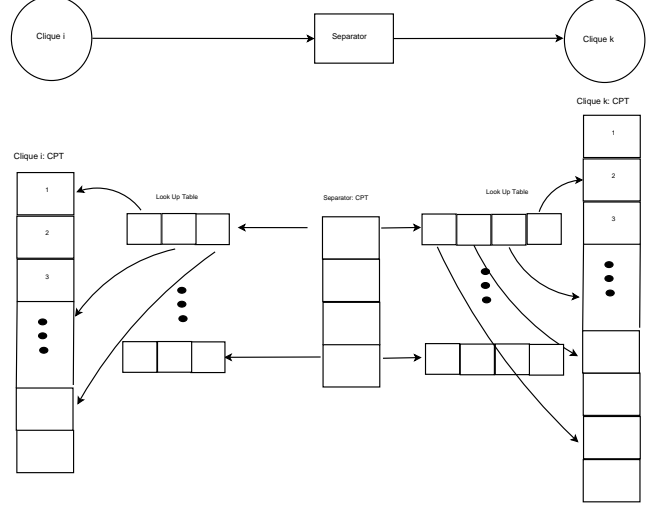 Clique i
Separator
Clique k
Clique k: CPT
1
2
3
Clique i: CPT
1
2
3
Look Up Table
Separator: CPT
Look Up Table